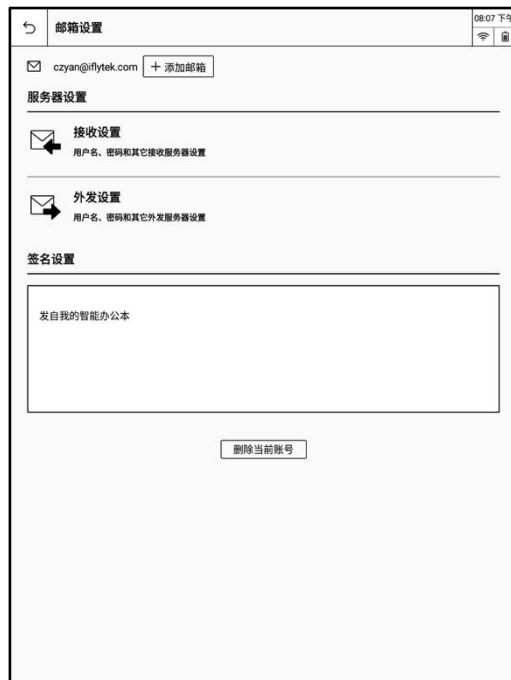 邮箱设置
08:07 下午
czyan@iflytek.com
+ 添加邮箱
服务器设置
接收设置
用户名、密码和其它接收服务器设置
外发设置
用户名、密码和其它外发服务器设置
签名设置
发自我的智能办公本
删除当前账号